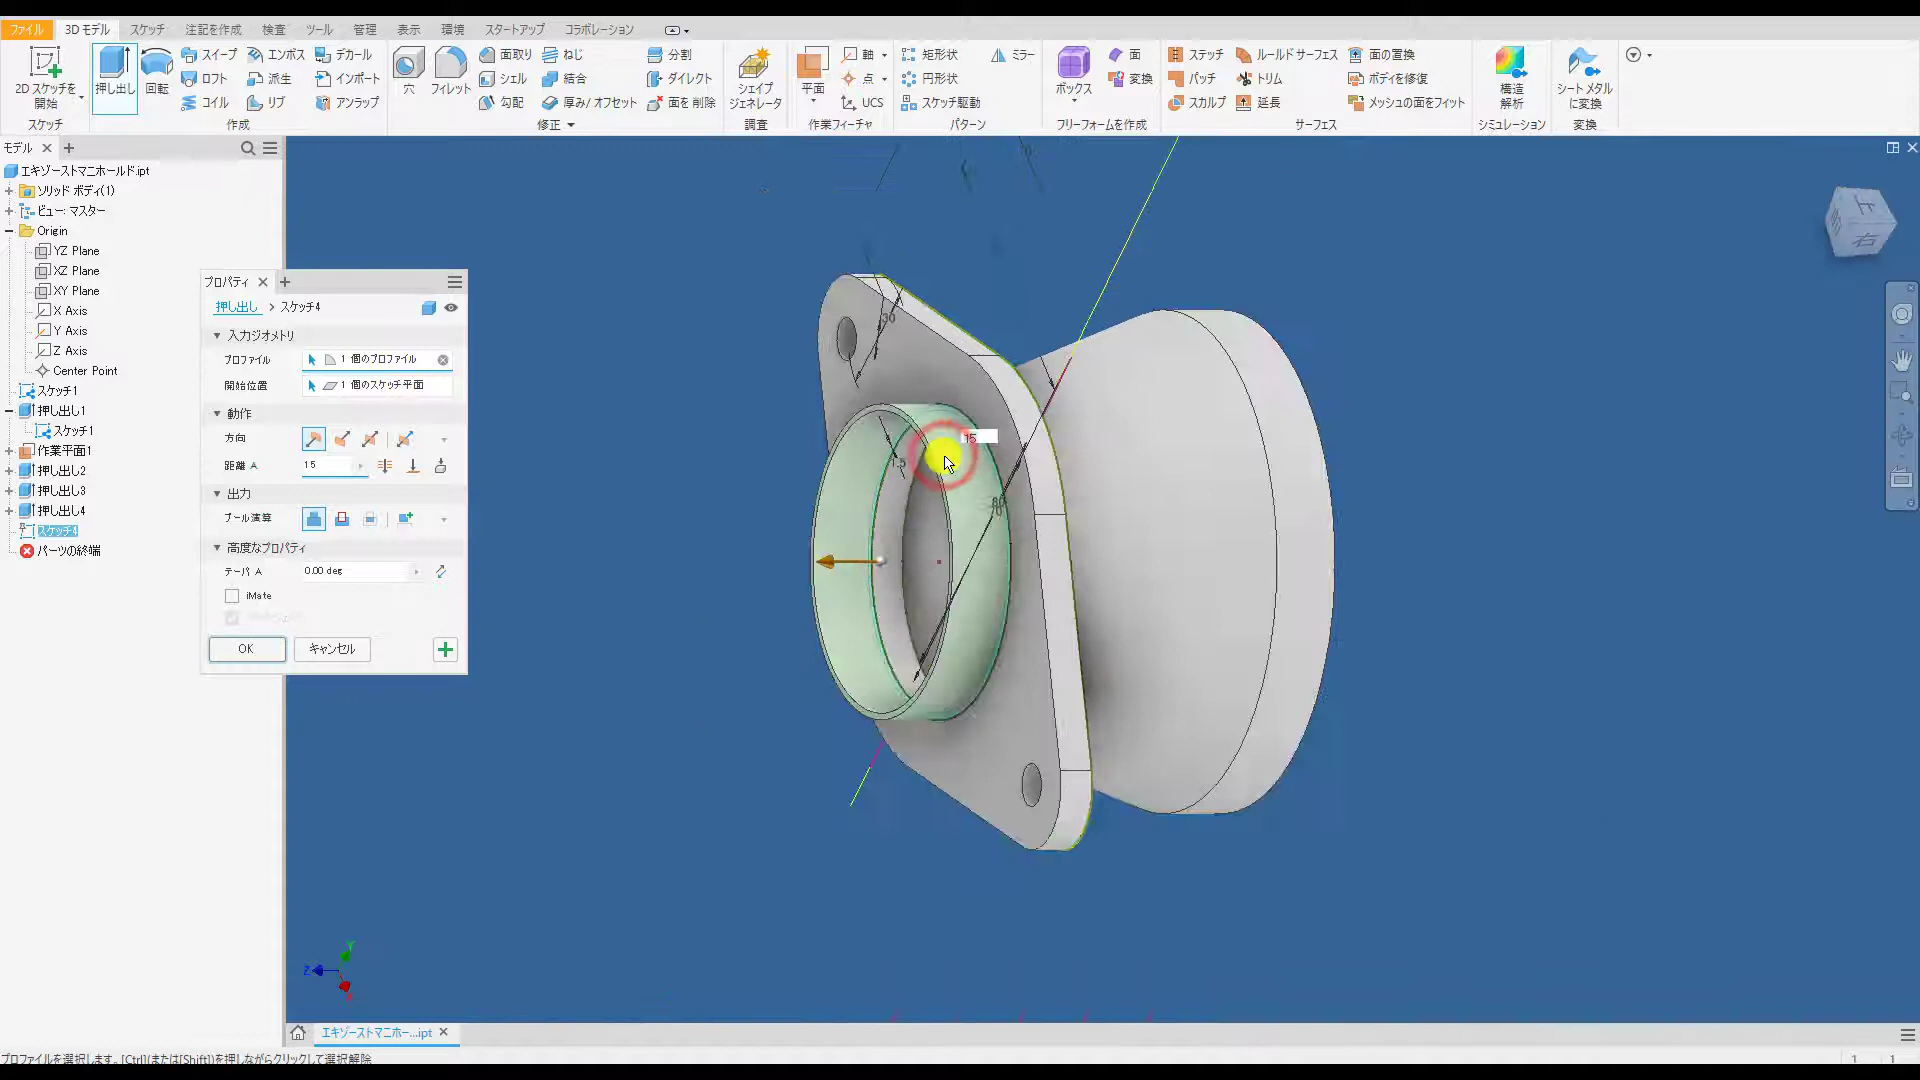 ファイル 3D モデル スケッチ 注記を作成 検査 ツール 管理 表示 環境 スタートアップ コラボレーション
2D スケッチを開始 押し出し 回転 スイープ エンボス デカール
ロフト 派生 インポート
コイル リブ アンラップ
穴 フィレット 面取り ねじ 分割
シェル 結合 ダイレクト
勾配 厚み/オフセット 面を削除
シェイプ ジェネレータ 平面 軸 点 UCS
矩形状 ミラー
円形状
スケッチ駆動
ボックス 面 変換
ステッチ ルールド サーフェス 面の置換
パッチ トリム ボディを修復
スカルプ 延長 メッシュの面をフィット
構造解析 シート メタルに変換
スケッチ 作成 修正 調査 作業フィーチャ パターン フリーフォームを作成 サーフェス シミュレーション 変換
モデル
エキゾーストマニホールド.ipt
ソリッド ボディ(1)
ビュー: マスター
Origin
YZ Plane
XZ Plane
XY Plane
X Axis
Y Axis
Z Axis
Center Point
スケッチ1
押し出し1
スケッチ1
作業平面1
押し出し2
押し出し3
押し出し4
スケッチ4
パーツの終端
プロパティ
押し出し > スケッチ4
入力ジオメトリ
プロファイル 1 個のプロファイル
開始位置 1 個のスケッチ平面
動作
方向
距離 A 15
出力
ブール演算
高度なプロパティ
テーパ A 0.00 deg
iMate
OK キャンセル
30
15
1.5
下
右
Y
Z
エキゾーストマニホー...ipt
プロファイルを選択します。[Ctrl](または[Shift])を押しながらクリックして選択解除
1 1